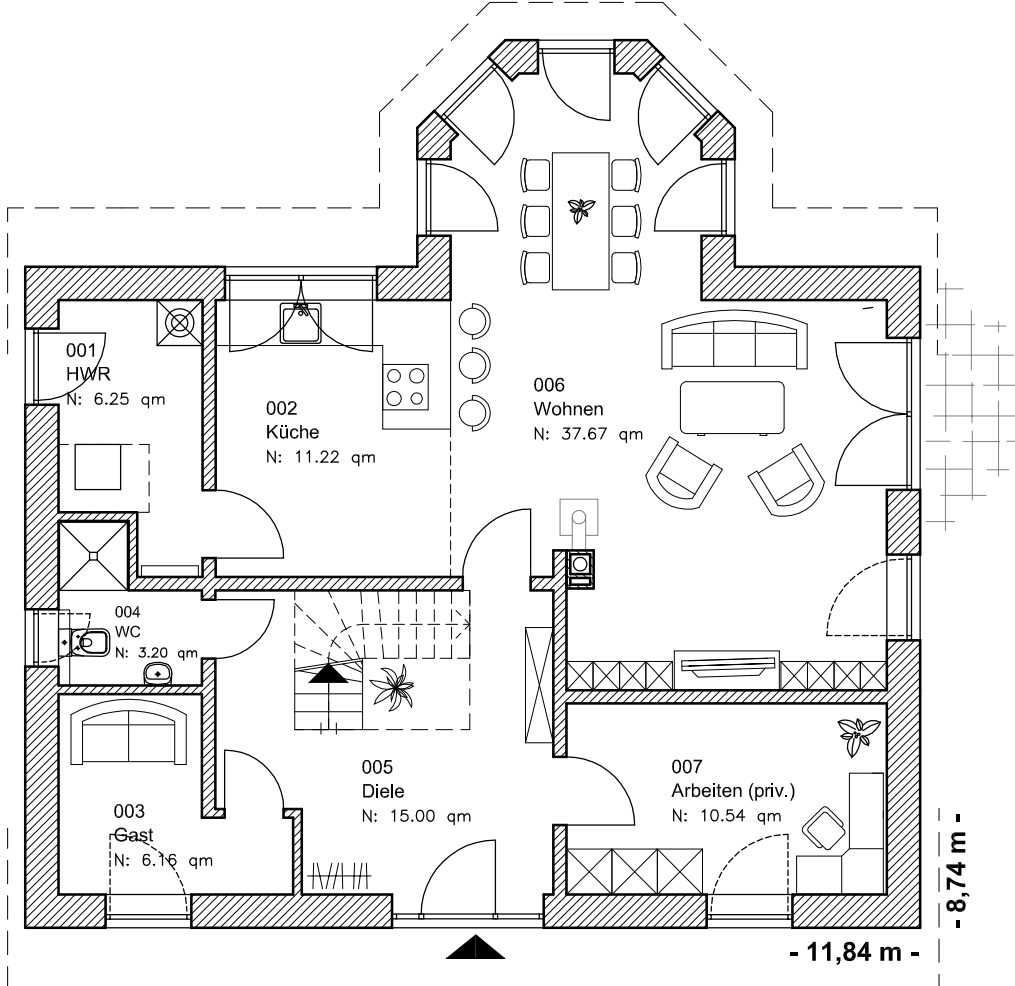 001
HWR
N: 6.25 qm
002
Küche
N: 11.22 qm
006
Wohnen
N: 37.67 qm
004
WC
N: 3.20 qm
005
Diele
N: 15.00 qm
007
Arbeiten (priv.)
N: 10.54 qm
003
Gast
N: 6.16 qm
- 8,74 m -
- 11,84 m -